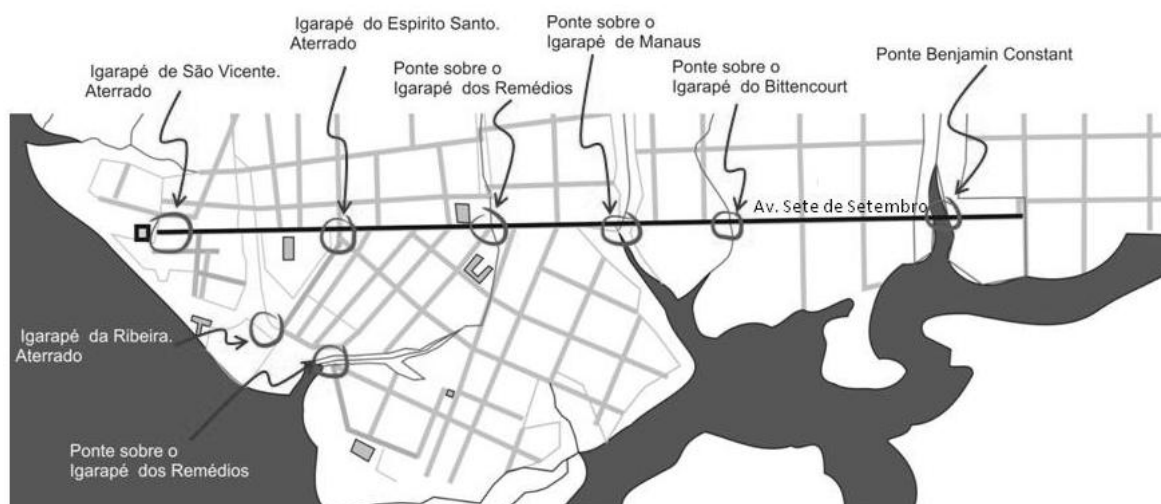 Igarapé do Espirito Santo.
Aterrado
Ponte sobre o
Igarapé de Manaus
Igarapé de São Vicente.
Aterrado
Ponte sobre o
Igarapé dos Remédios
Ponte sobre o
Igarapé do Bittencourt
Ponte Benjamin Constant
Av. Sete de Setembro
Igarapé da Ribeira.
Aterrado
Ponte sobre o
Igarapé dos Remédios